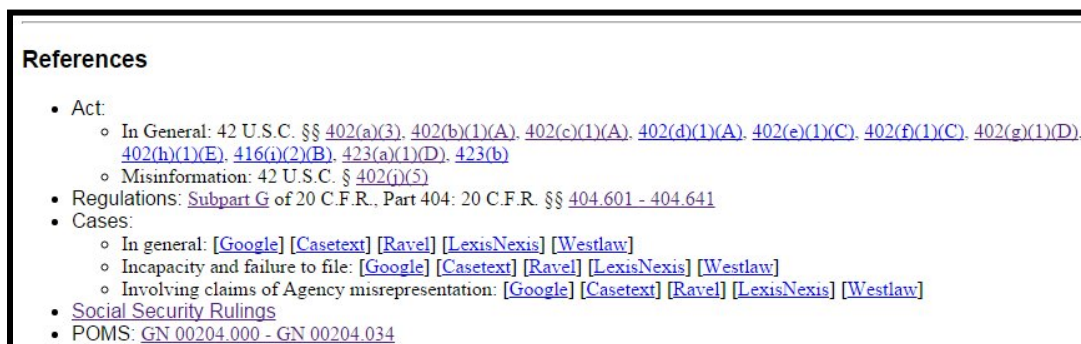 References
• Act:
◦ In General: 42 U.S.C. §§ 402(a)(3), 402(b)(1)(A), 402(c)(1)(A), 402(d)(1)(A), 402(e)(1)(C), 402(f)(1)(C), 402(g)(1)(D),
402(h)(1)(E), 416(i)(2)(B), 423(a)(1)(D), 423(b)
◦ Misinformation: 42 U.S.C. § 402(j)(5)
• Regulations: Subpart G of 20 C.F.R., Part 404: 20 C.F.R. §§ 404.601 - 404.641
• Cases:
◦ In general: [Google] [Casetext] [Ravel] [LexisNexis] [Westlaw]
◦ Incapacity and failure to file: [Google] [Casetext] [Ravel] [LexisNexis] [Westlaw]
◦ Involving claims of Agency misrepresentation: [Google] [Casetext] [Ravel] [LexisNexis] [Westlaw]
• Social Security Rulings
• POMS: GN 00204.000 - GN 00204.034